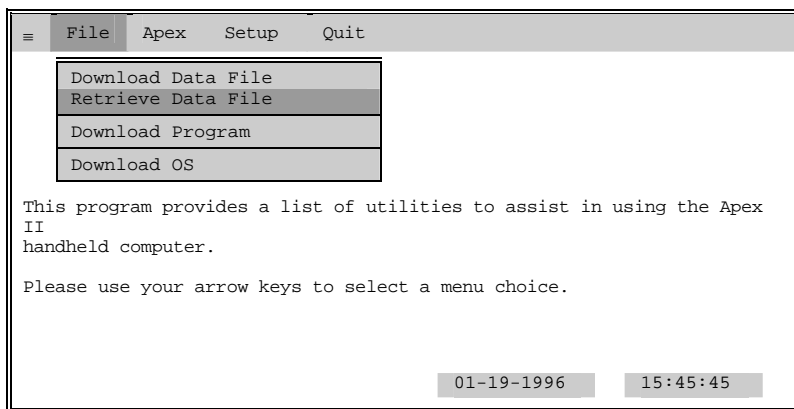 ≡ File Apex Setup Quit
Download Data File
Retrieve Data File
Download Program
Download OS
This program provides a list of utilities to assist in using the Apex
II
handheld computer.
Please use your arrow keys to select a menu choice.
01-19-1996 15:45:45